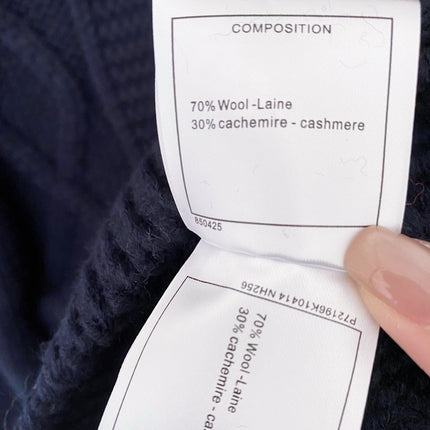 COMPOSITION
70% Wool -Laine
30% cachemire - cashmere
850425
P72196K10414 NH256
70% Wool -Laine
30% cachemire - ca